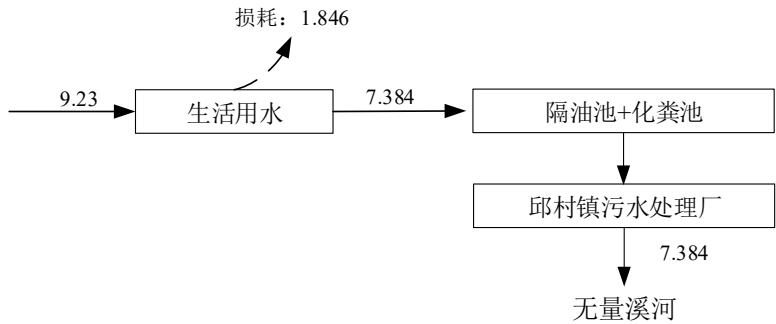 损耗：1.846
9.23
生活用水
7.384
隔油池+化粪池
邱村镇污水处理厂
7.384
无量溪河